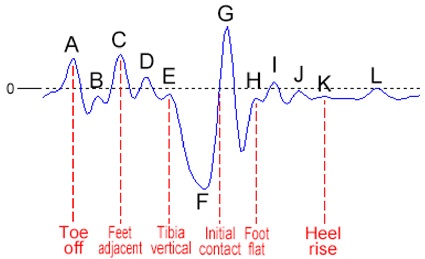 G
A
C
D
I
B
E
H
J
K
L
0
F
Toe off
Feet adjacent
Tibia vertical
Initial contact
Foot flat
Heel rise